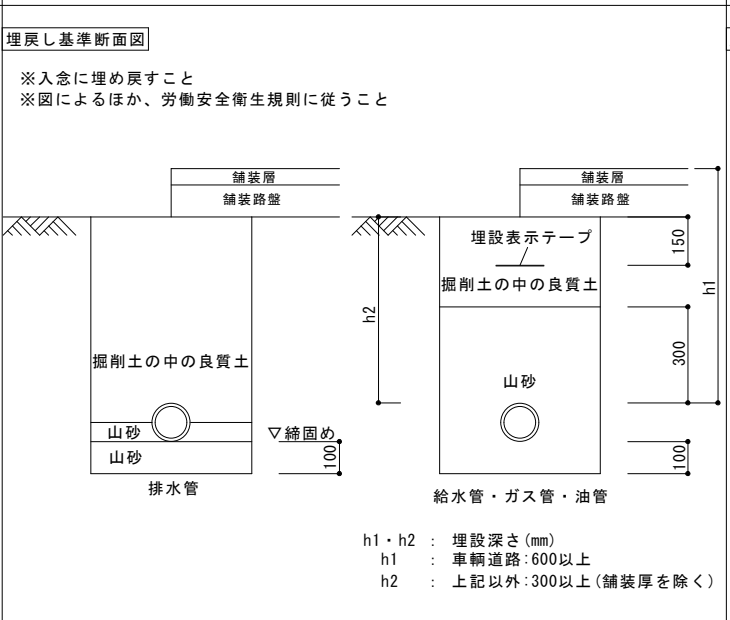 埋戻し基準断面図
※入念に埋め戻すこと
※図によるほか、労働安全衛生規則に従うこと
舗装層
舗装路盤
掘削土の中の良質土
山砂
山砂
▽締固め
100
排水管
舗装層
舗装路盤
埋設表示テープ
掘削土の中の良質土
山砂
h2
150
300
100
h1
給水管・ガス管・油管
h1・h2 : 埋設深さ(mm)
h1 : 車輌道路:600以上
h2 : 上記以外:300以上(舗装厚を除く)